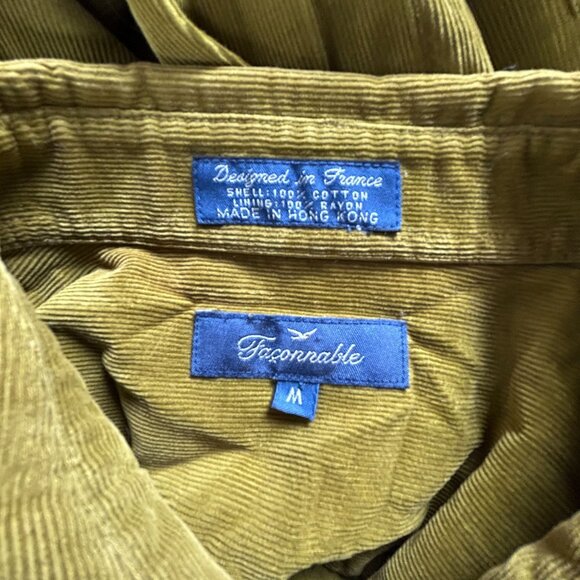 Designed in France
SHELL: 100% COTTON
LINING: 100% RAYON
MADE IN HONG KONG
Façonnable
M